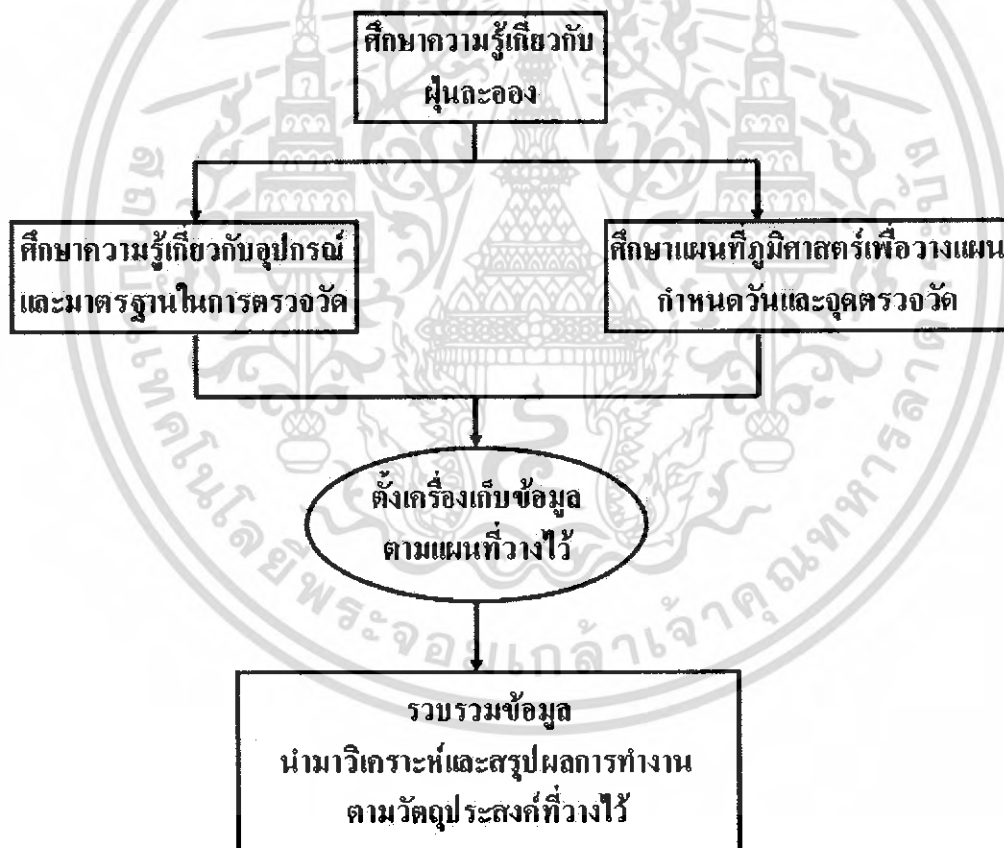 ศึกษาความรู้เกี่ยวกับ
ฝุ่นละออง
ศึกษาความรู้เกี่ยวกับอุปกรณ์
และมาตรฐานในการตรวจวัด
ศึกษาแผนที่ภูมิศาสตร์เพื่อวางแผน
กำหนดวันและจุดตรวจวัด
ตั้งเครื่องเก็บข้อมูล
ตามแผนที่วางไว้
รวบรวมข้อมูล
นำมาวิเคราะห์และสรุปผลการทำงาน
ตามวัตถุประสงค์ที่วางไว้